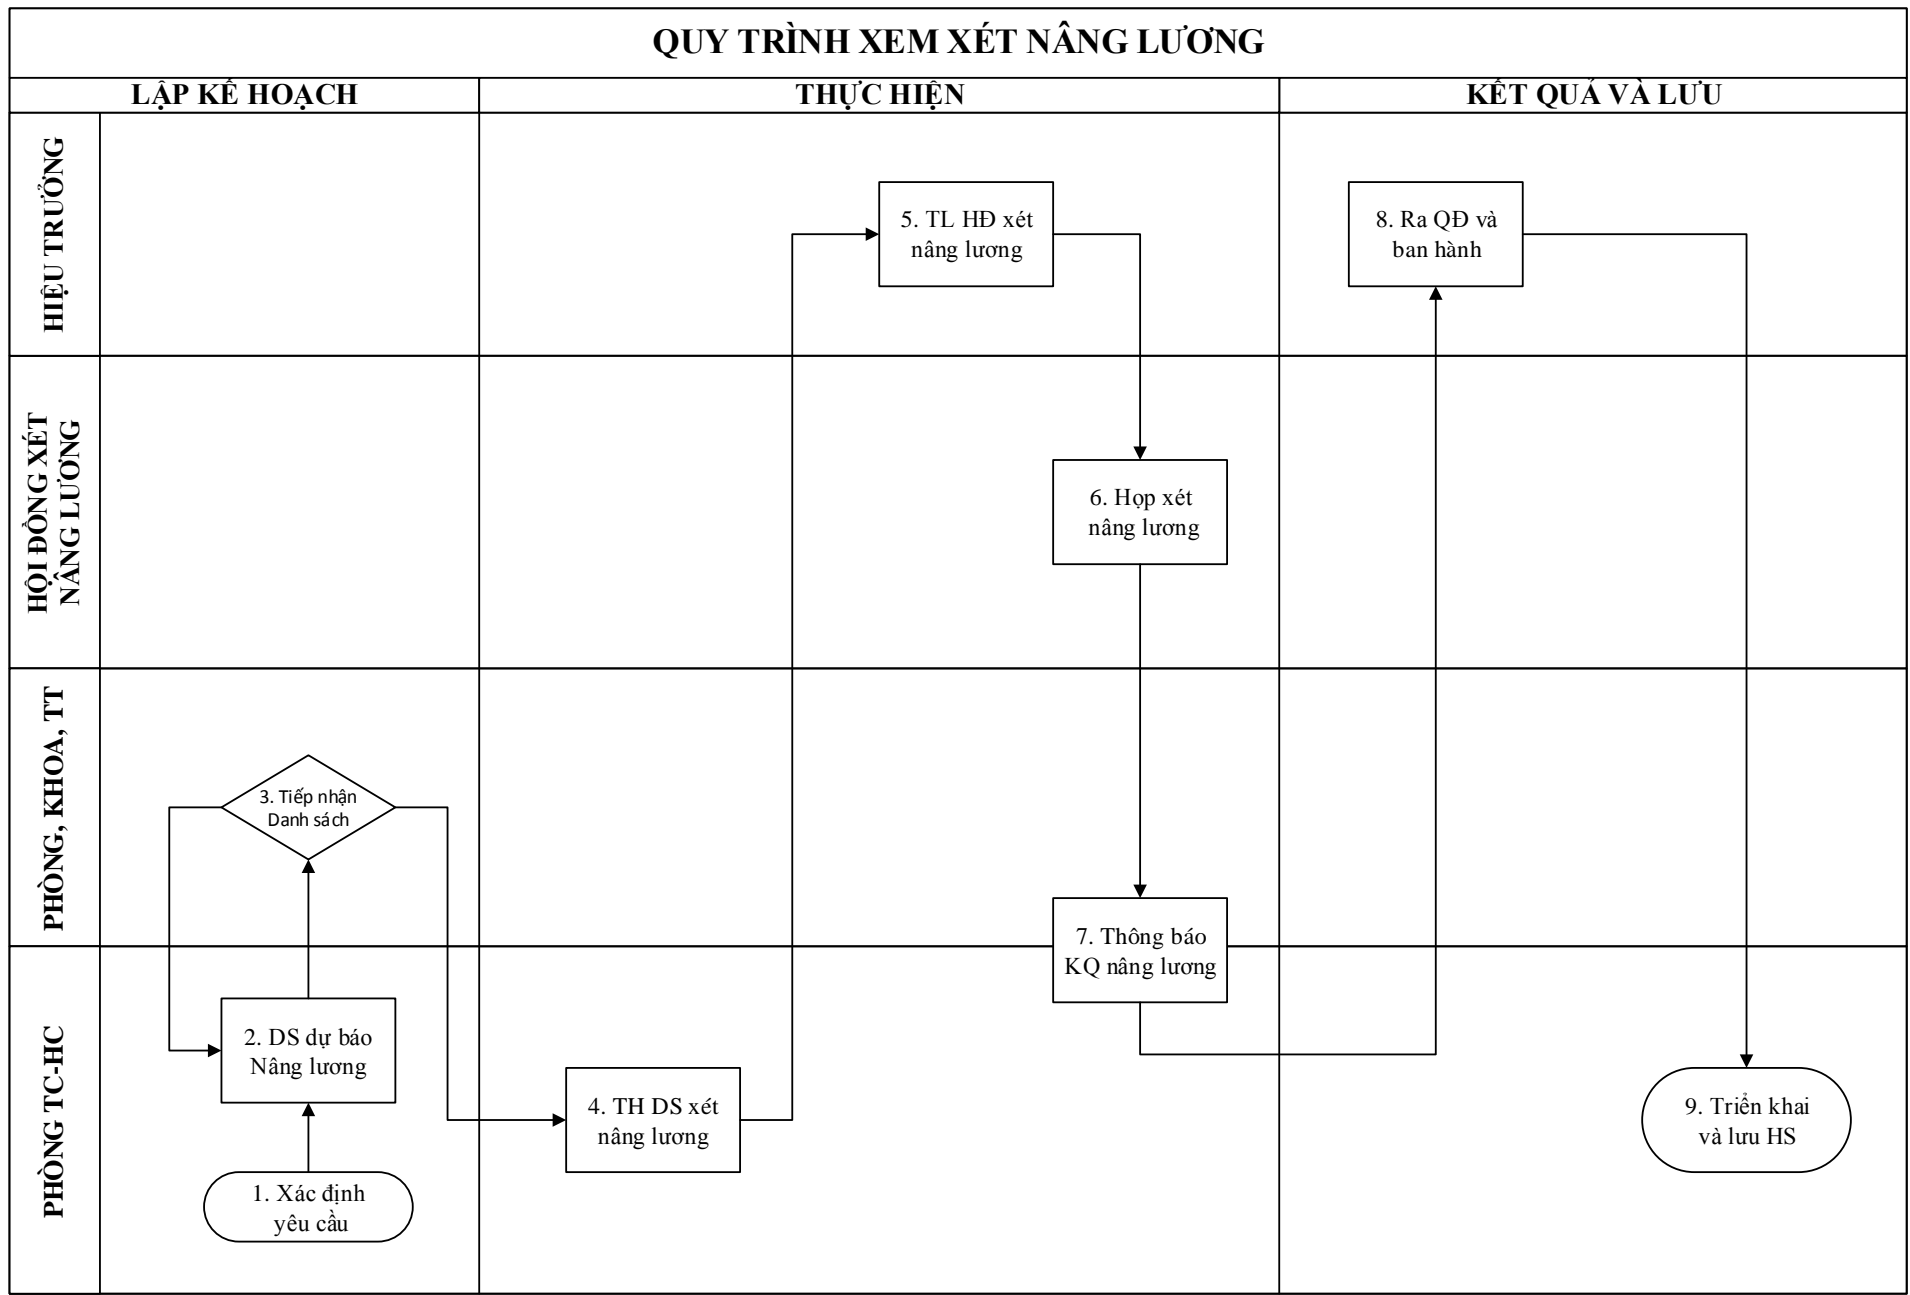 QUY TRÌNH XEM XÉT NÂNG LƯƠNG
LẬP KẾ HOẠCH
THỰC HIỆN
KẾT QUẢ VÀ LƯU
HIỆU TRƯỞNG
5. TL HĐ xét
nâng lương
8. Ra QĐ và
ban hành
HỘI ĐỒNG XÉT
NÂNG LƯƠNG
6. Họp xét
nâng lương
PHÒNG, KHOA, TT
3. Tiếp nhận
Danh sách
7. Thông báo
KQ nâng lương
PHÒNG TC-HC
2. DS dự báo
Nâng lương
4. TH DS xét
nâng lương
9. Triển khai
và lưu HS
1. Xác định
yêu cầu